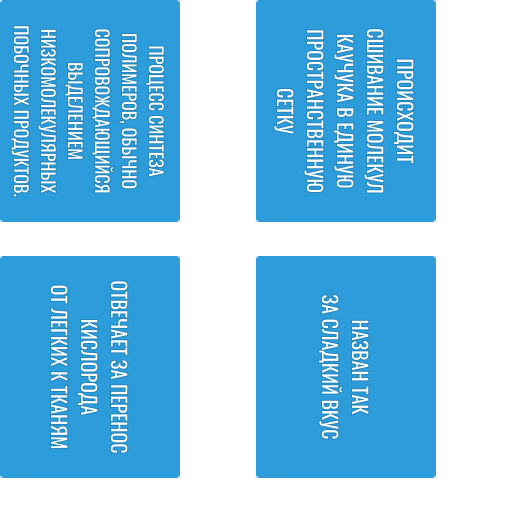 ПРОЦЕСС СИНТЕЗА
ПОЛИМЕРОВ, ОБЫЧНО
СОПРОВОЖДАЮЩИЙСЯ
ВЫДЕЛЕНИЕМ
НИЗКОМОЛЕКУЛЯРНЫХ
ПОБОЧНЫХ ПРОДУКТОВ.
ПРОИСХОДИТ
СШИВАНИЕ МОЛЕКУЛ
КАУЧУКА В ЕДИНУЮ
ПРОСТРАНСТВЕННУЮ
СЕТКУ
ОТВЕЧАЕТ ЗА ПЕРЕНОС
КИСЛОРОДА
ОТ ЛЕГКИХ К ТКАНЯМ
НАЗВАН ТАК
ЗА СЛАДКИЙ ВКУС